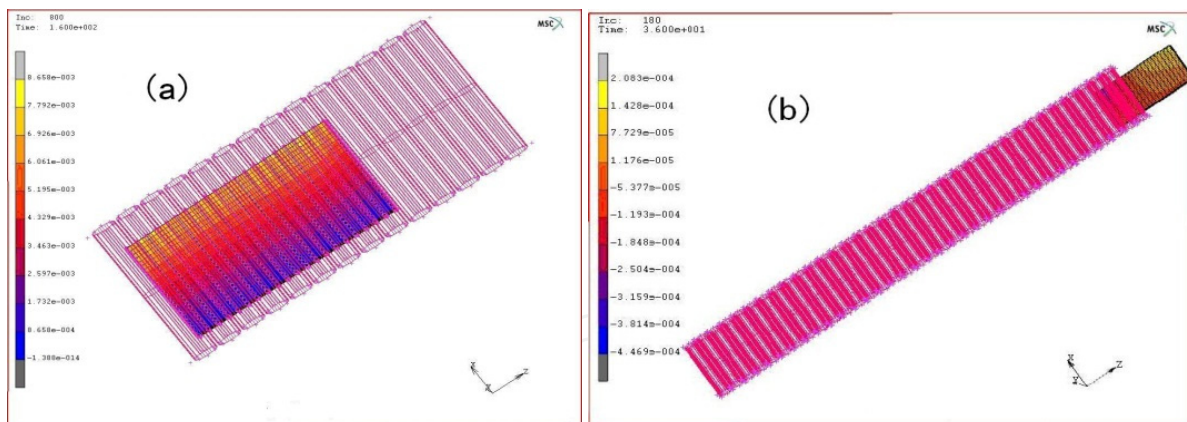 Inc: 800
Time: 1.600e+002
MSC
(a)
8.658e-003
7.792e-003
6.926e-003
6.061e-003
5.195e-003
4.329e-003
3.463e-003
2.597e-003
1.732e-003
8.658e-004
-1.388e-014
X
Y
Z
Inc: 180
Time: 3.600e+001
MSC
(b)
2.083e-004
1.428e-004
7.729e-005
1.176e-005
-5.377e-005
-1.193e-004
-1.848e-004
-2.504e-004
-3.159e-004
-3.814e-004
-4.469e-004
X
Y
Z